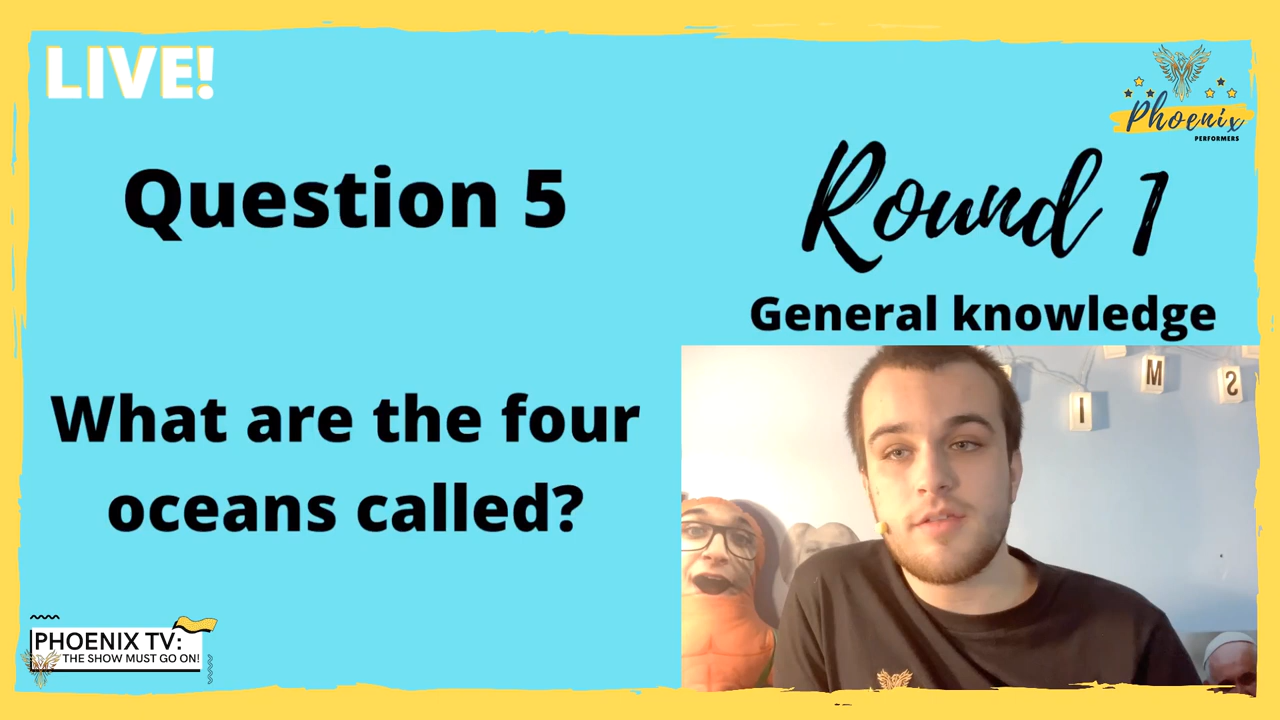 LIVE!
Phoenix
PERFORMERS
Question 5
Round 1
General knowledge
What are the four
oceans called?
I M S
PHOENIX TV:
THE SHOW MUST GO ON!